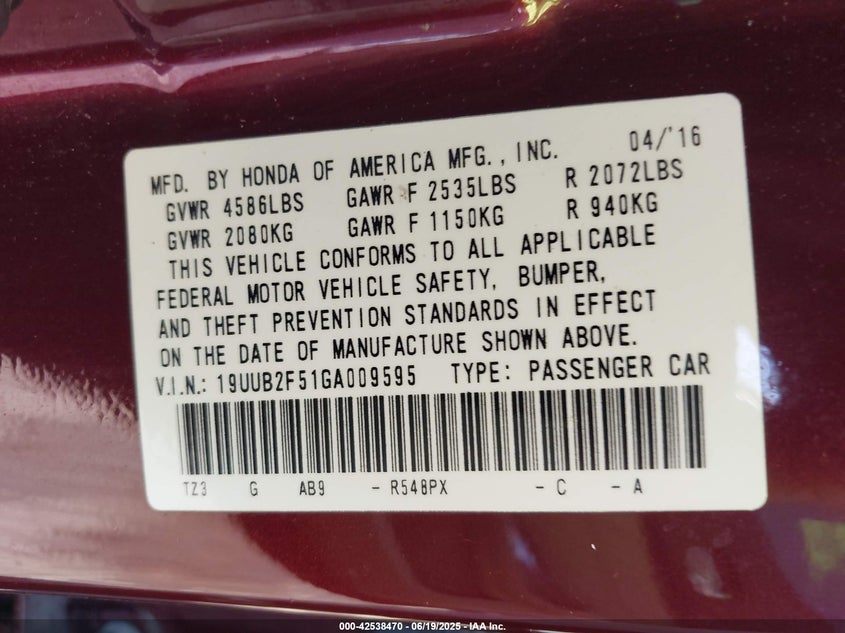 MFD. BY HONDA OF AMERICA MFG., INC. 04/'16
GVWR 4586LBS GAWR F 2535LBS R 2072LBS
GVWR 2080KG GAWR F 1150KG R 940KG
THIS VEHICLE CONFORMS TO ALL APPLICABLE
FEDERAL MOTOR VEHICLE SAFETY, BUMPER,
AND THEFT PREVENTION STANDARDS IN EFFECT
ON THE DATE OF MANUFACTURE SHOWN ABOVE.
V.I.N.: 19UUB2F51GA009595 TYPE: PASSENGER CAR
TZ3 G AB9 - R548PX - C - A
000-42538470 - 06/19/2025 - IAA Inc.